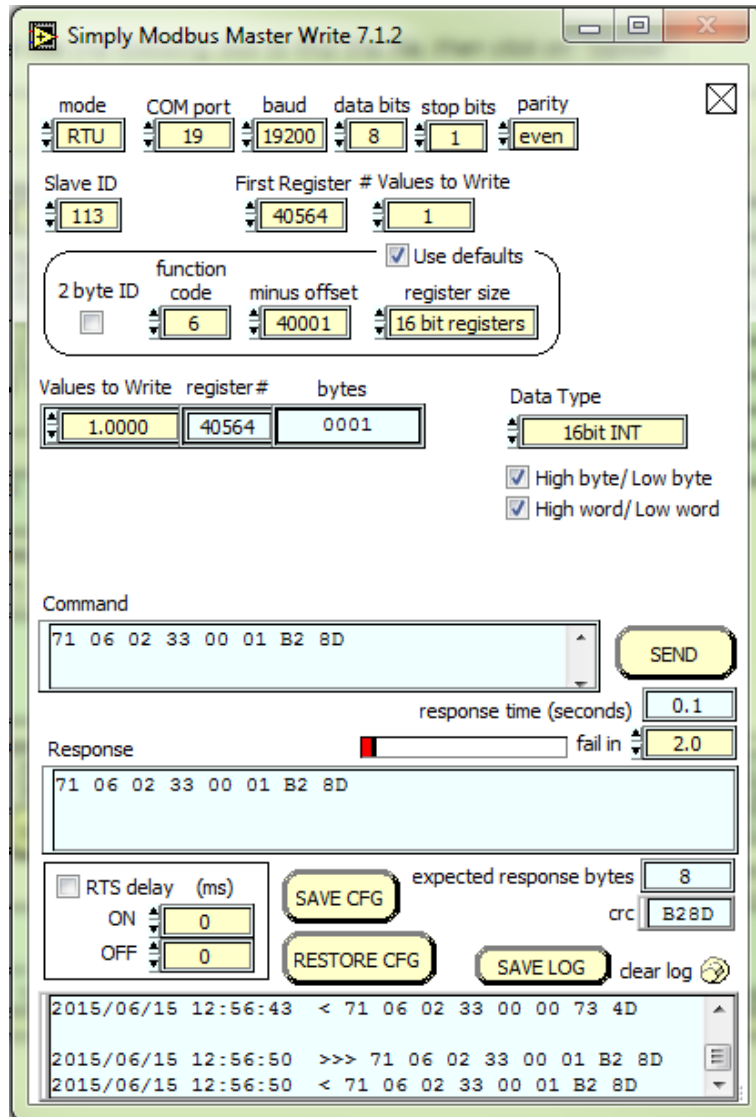 Simply Modbus Master Write 7.1.2
mode COM port baud data bits stop bits parity
RTU 19 19200 8 1 even
Slave ID First Register # Values to Write
113 40564 1
Use defaults
2 byte ID function code minus offset register size
6 40001 16 bit registers
Values to Write register# bytes
1.0000 40564 0001
Data Type
16bit INT
High byte/Low byte
High word/Low word
Command
71 06 02 33 00 01 B2 8D
SEND
response time (seconds) 0.1
Response fail in 2.0
71 06 02 33 00 01 B2 8D
RTS delay (ms)
ON 0
OFF 0
SAVE CFG
RESTORE CFG
expected response bytes 8
crc B28D
SAVE LOG clear log
2015/06/15 12:56:43 < 71 06 02 33 00 00 73 4D
2015/06/15 12:56:50 >>> 71 06 02 33 00 01 B2 8D
2015/06/15 12:56:50 < 71 06 02 33 00 01 B2 8D